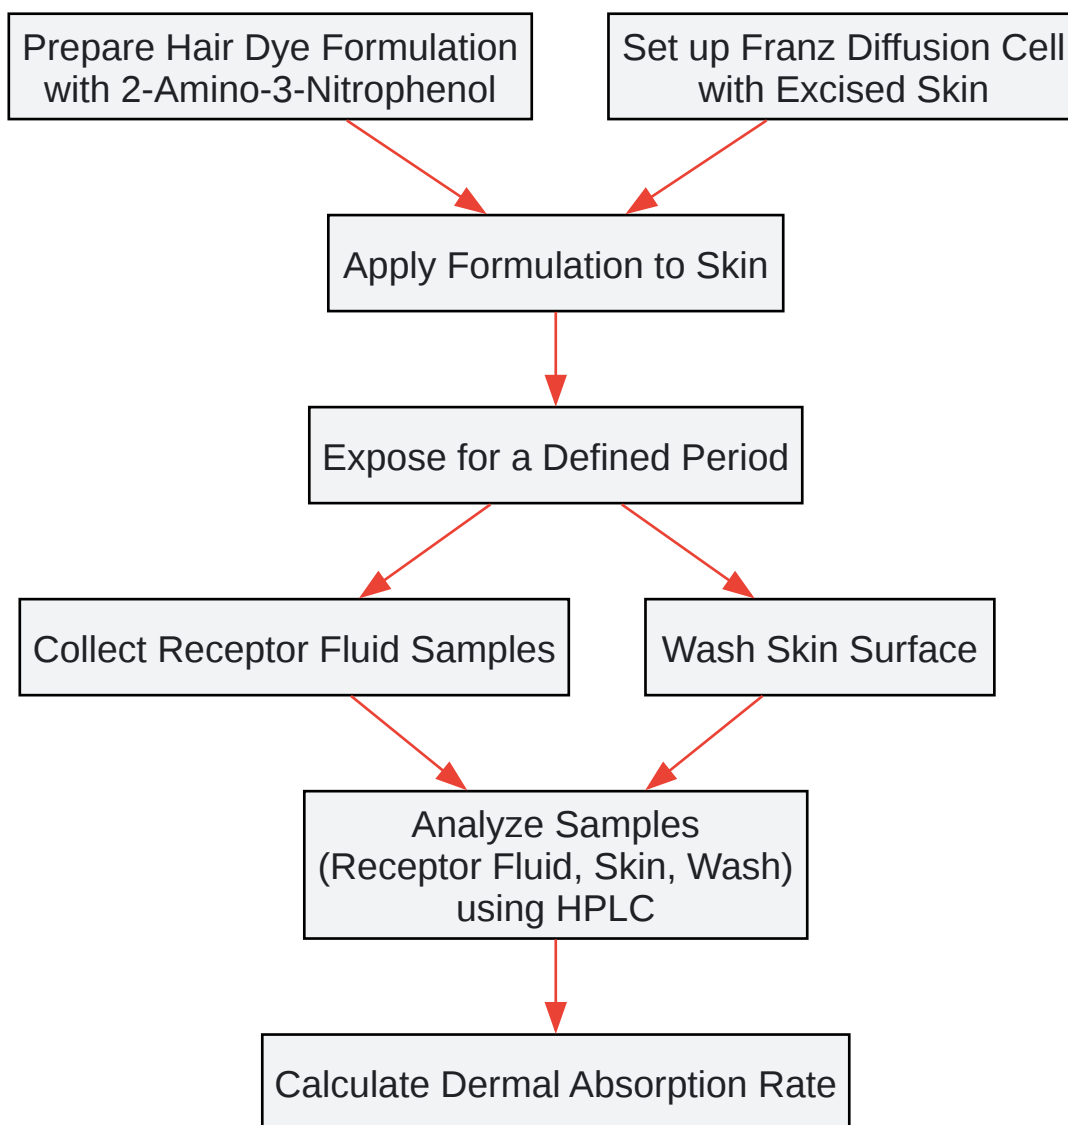 Prepare Hair Dye Formulation
with 2-Amino-3-Nitrophenol
Set up Franz Diffusion Cell
with Excised Skin
Apply Formulation to Skin
Expose for a Defined Period
Collect Receptor Fluid Samples
Wash Skin Surface
Analyze Samples
(Receptor Fluid, Skin, Wash)
using HPLC
Calculate Dermal Absorption Rate